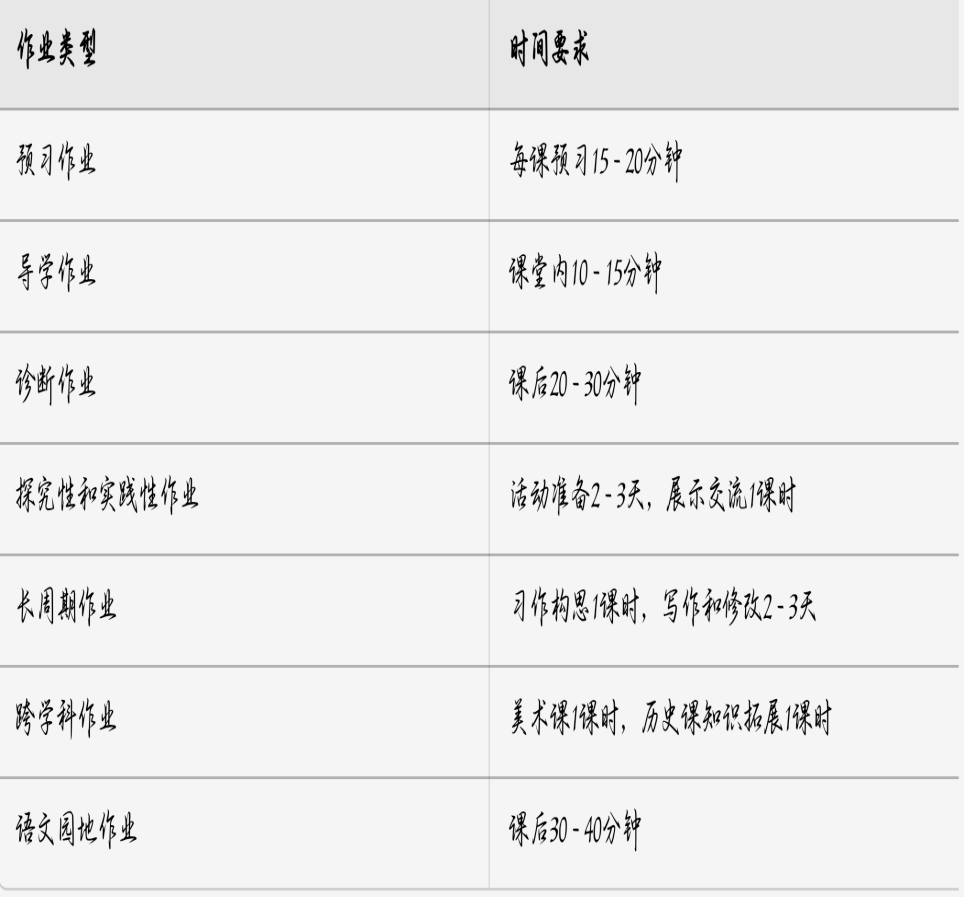 作业类型 时间要求
预习作业 每课预习15-20分钟
导学作业 课堂内10-15分钟
诊断作业 课后20-30分钟
探究性和实践性作业 活动准备2-3天，展示交流1课时
长周期作业 习作构思1课时，写作和修改2-3天
跨学科作业 美术课1课时，历史课知识拓展1课时
语文园地作业 课后30-40分钟